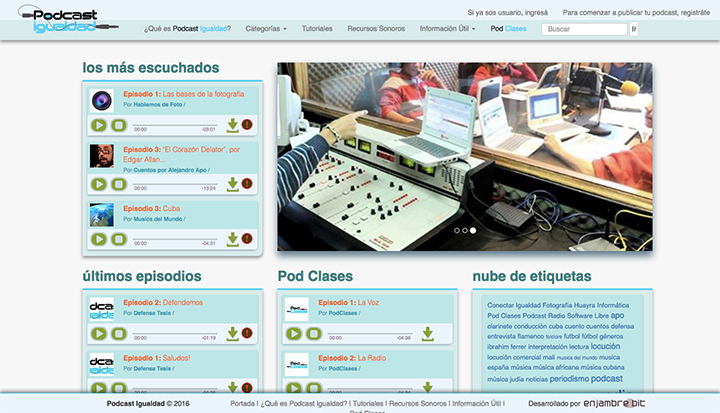 Podcast
igualdad
Si ya sos usuario, ingresá
Para comenzar a publicar tu podcast, registráte
¿Qué es Podcast Igualdad?
Categorías
Tutoriales
Recursos Sonoros
Información Útil
Pod Clases
Buscar
Ir
los más escuchados
Episodio 1: Las bases de la fotografía
Por Hablemos de Foto /
00:00
-03:01
Episodio 3: "El Corazón Delator", por
Edgar Allan...
Por Cuentos por Alejandro Apo /
00:00
-13:24
Episodio 3: Cuba
Por Musica del Mundo /
00:00
-04:31
últimos episodios
Episodio 2: Defendemos
Por Defensa Tesla /
00:00
-01:19
Episodio 1: Saludos!
Por Defensa Tesla /
Pod Clases
Episodio 1: La Voz
Por PodClases /
00:00
-04:38
Episodio 2: La Radio
Por PodClases /
nube de etiquetas
Conectar Igualdad Fotografía Huayra Informática
Pod Clases Podcast Radio Software Libre apo
clarinete conducción cuba cuento cuentos defensa
entrevista flamenco folclore futbol fútbol géneros
ibrahim ferrer interpretación lectura locución
locución comercial mali musica del mundo musica
españa música música africana música cubana
música judía noticias periodismo podcast
Podcast Igualdad © 2016
Portada | ¿Qué es Podcast Igualdad? | Tutoriales | Recursos Sonoros | Información Útil |
Pod Clases
Desarrollado por enjambre bit